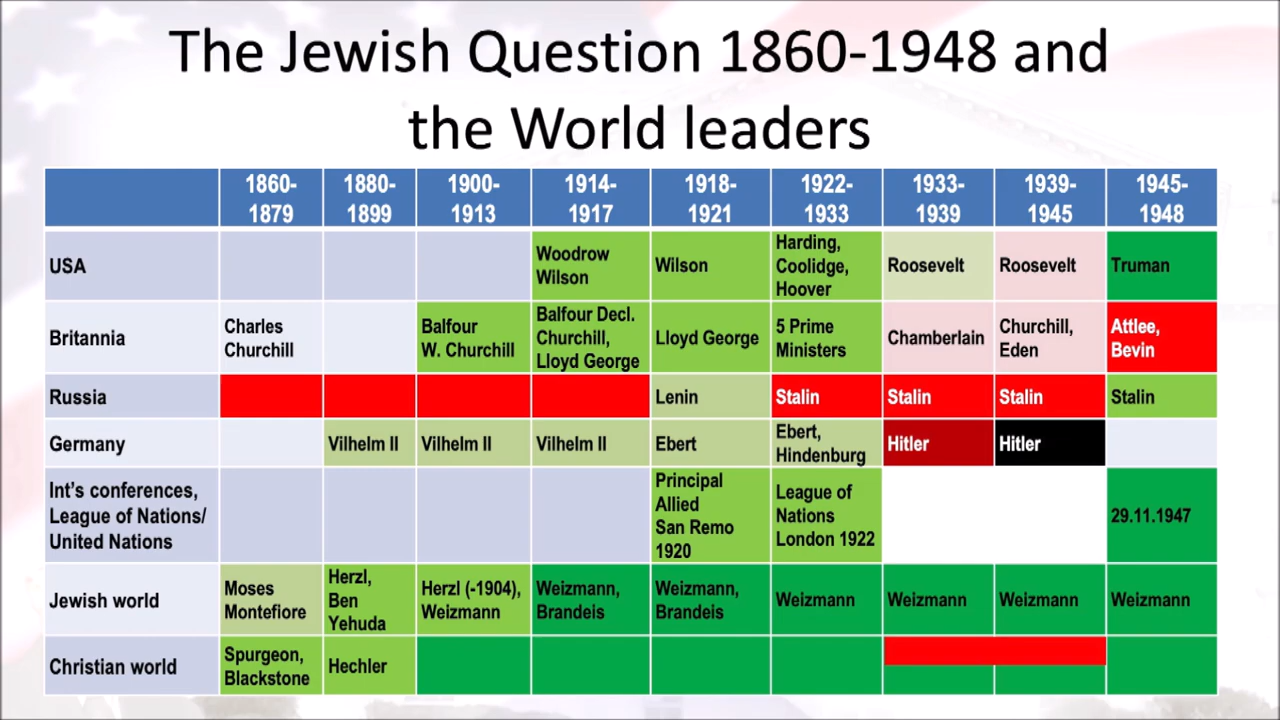 The Jewish Question 1860-1948 and
the World leaders
1860- 1880- 1900- 1914- 1918- 1922- 1933- 1939- 1945-
1879 1899 1913 1917 1921 1933 1939 1945 1948
USA
Woodrow
Wilson
Wilson
Harding,
Coolidge,
Hoover
Roosevelt
Roosevelt
Truman
Britannia
Charles
Churchill
Balfour
W. Churchill
Balfour Decl.
Churchill,
Lloyd George
Lloyd George
5 Prime
Ministers
Chamberlain
Churchill,
Eden
Attlee,
Bevin
Russia
Lenin
Stalin
Stalin
Stalin
Stalin
Germany
Vilhelm II
Vilhelm II
Vilhelm II
Ebert
Ebert,
Hindenburg
Hitler
Hitler
Int's conferences,
League of Nations/
United Nations
Principal
Allied
San Remo
1920
League of
Nations
London 1922
29.11.1947
Jewish world
Moses
Montefiore
Herzl,
Ben
Yehuda
Herzl (-1904),
Weizmann
Weizmann,
Brandeis
Weizmann,
Brandeis
Weizmann
Weizmann
Weizmann
Weizmann
Christian world
Spurgeon,
Blackstone
Hechler